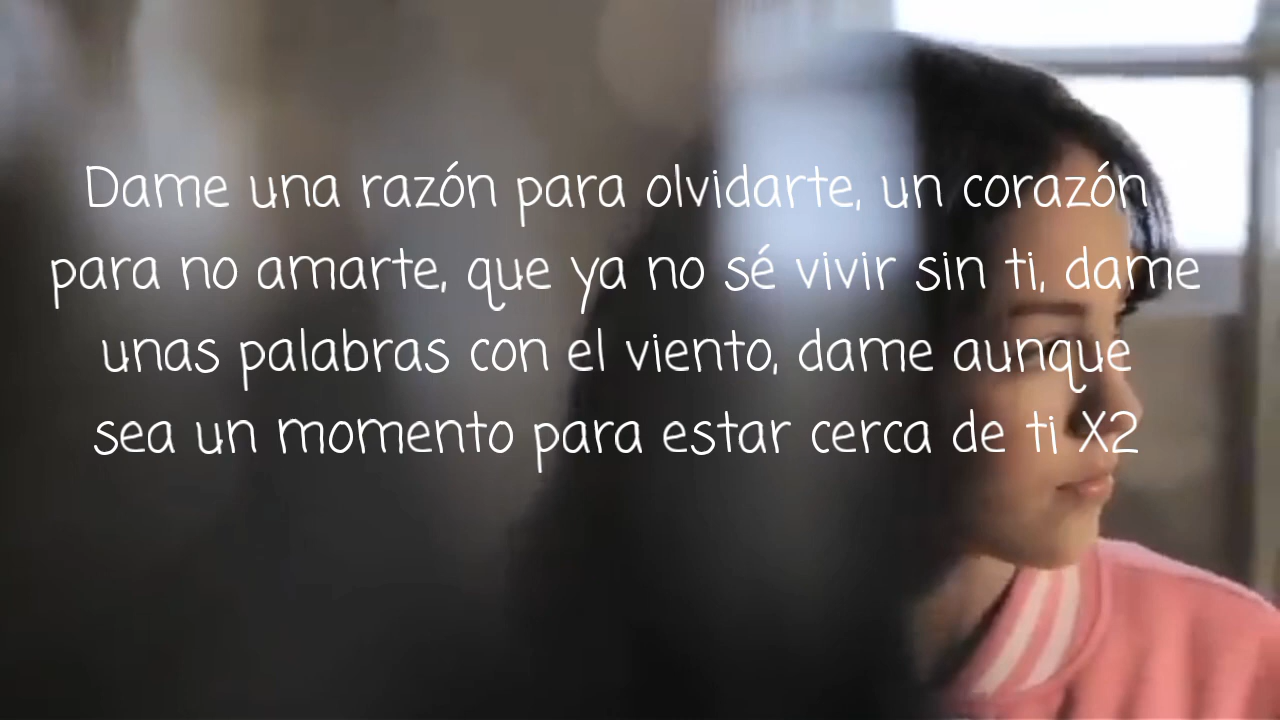 Dame una razón para olvidarte, un corazón
para no amarte, que ya no sé vivir sin ti, dame
unas palabras con el viento, dame aunque
sea un momento para estar cerca de ti X2